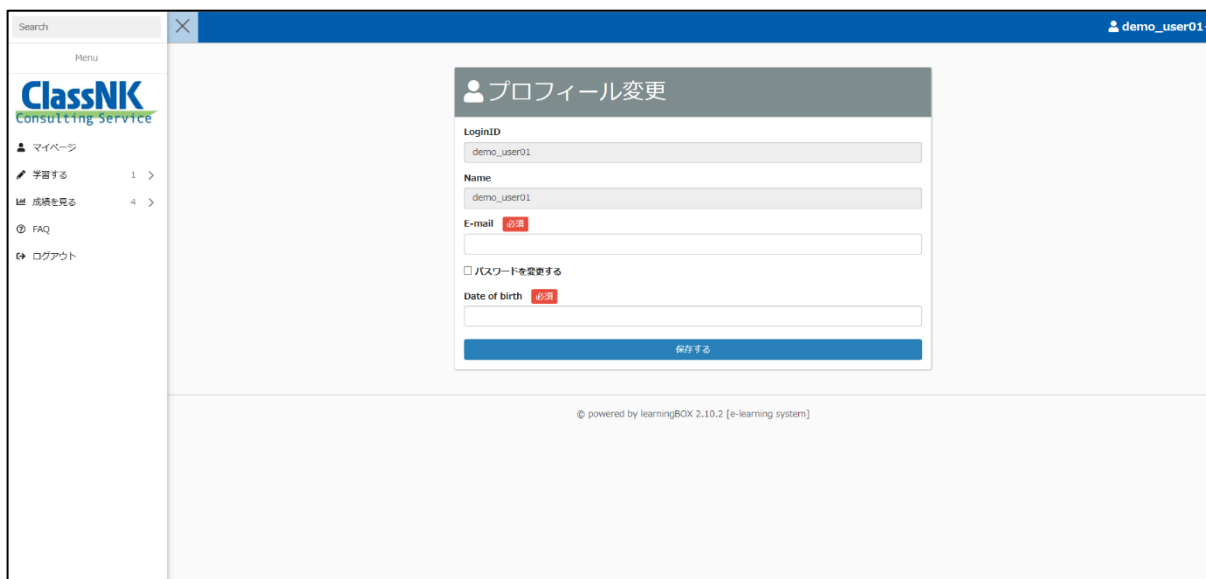 Search
demo_user01
Menu
ClassNK
Consulting Service
マイページ
学習する 1
成績を見る 4
FAQ
ログアウト
プロフィール変更
LoginID
demo_user01
Name
demo_user01
E-mail 必須
パスワードを変更する
Date of birth 必須
保存する
© powered by learningBOX 2.10.2 [e-learning system]